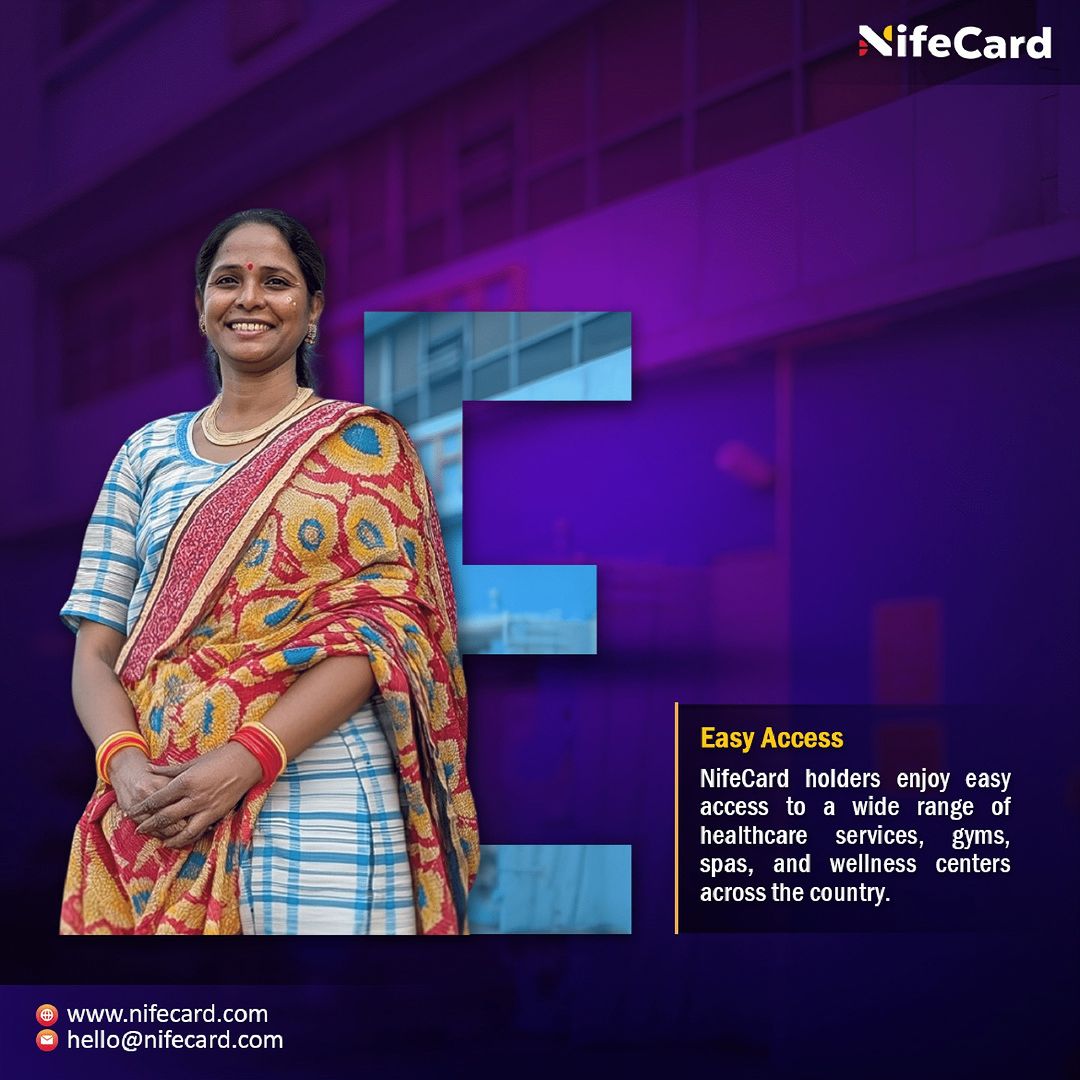 NifeCard
E
Easy Access
NifeCard holders enjoy easy
access to a wide range of
healthcare services, gyms,
spas, and wellness centers
across the country.
www.nifecard.com
hello@nifecard.com